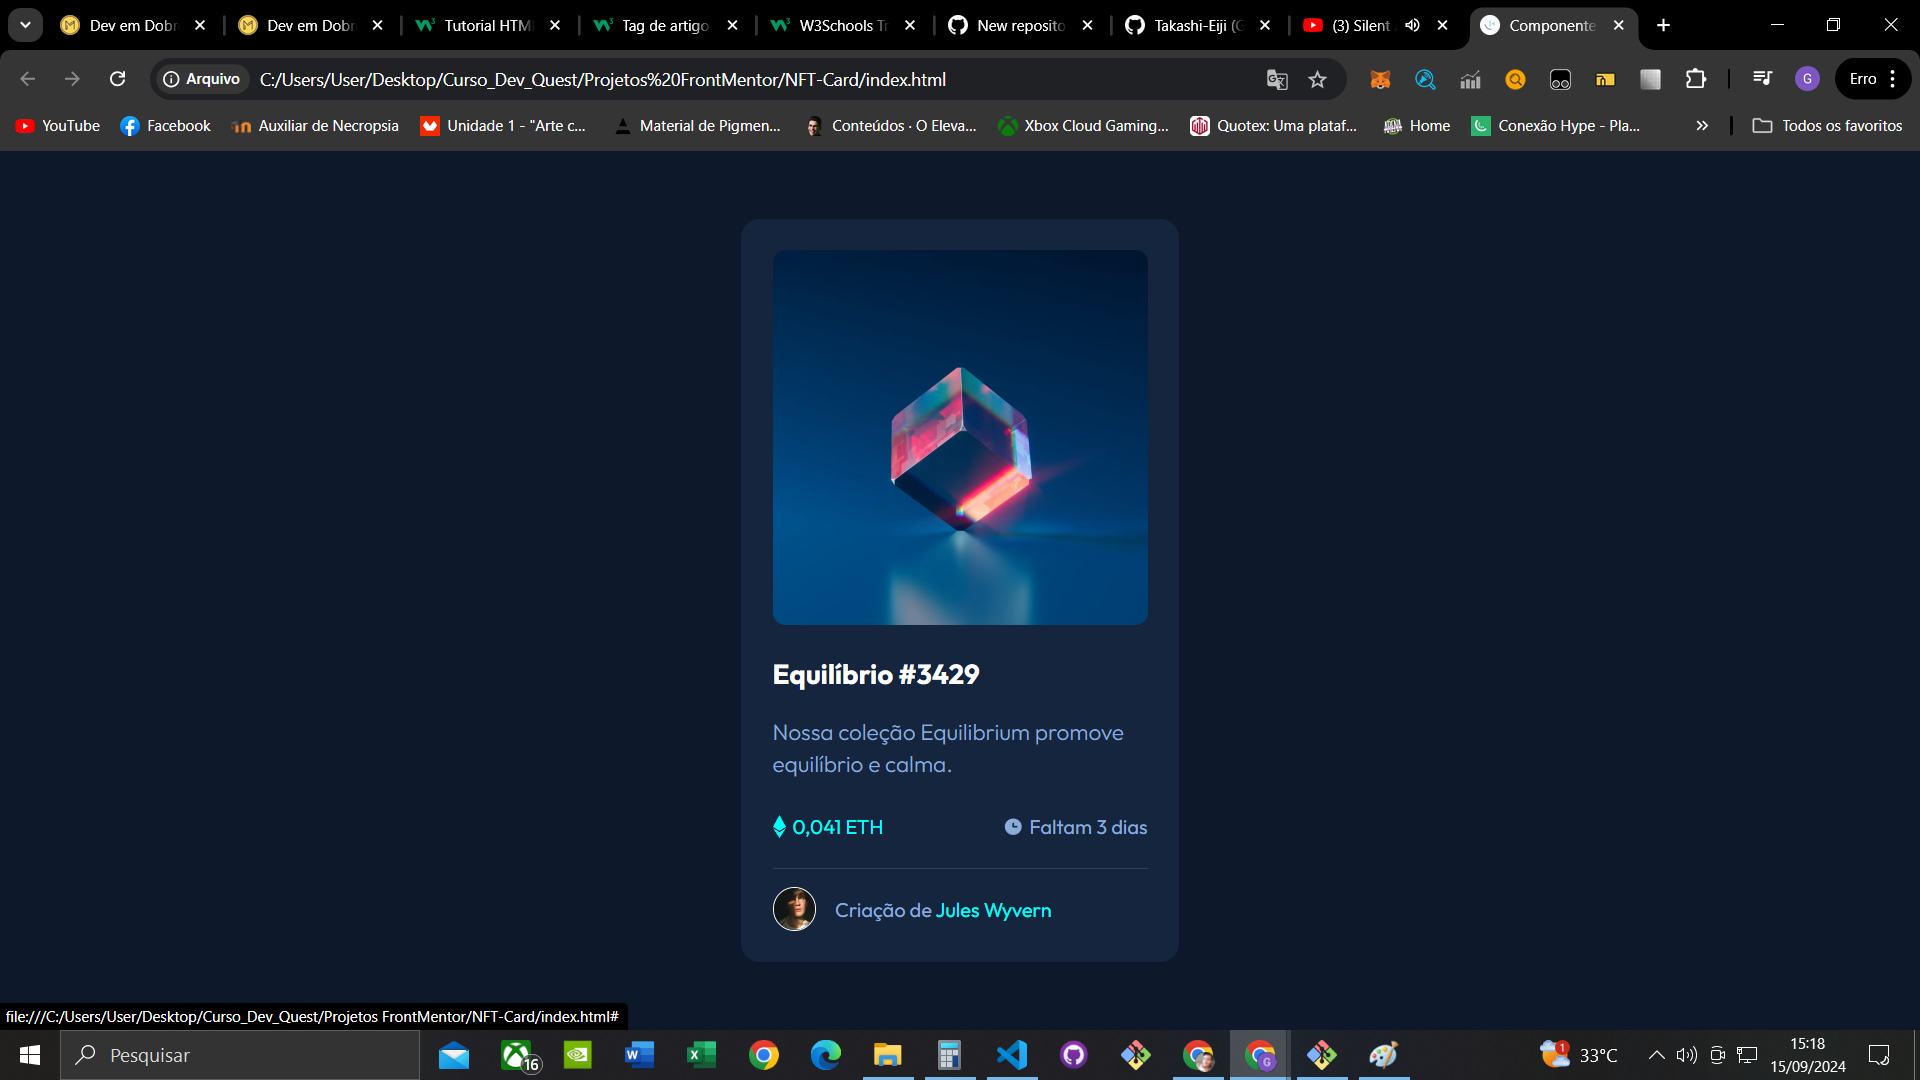 Dev em Dobr
Dev em Dobr
Tutorial HTM
Tag de artigo
W3Schools Tr
New reposito
Takashi-Eiji (G
(3) Silent
Componente
Arquivo
C:/Users/User/Desktop/Curso_Dev_Quest/Projetos%20FrontMentor/NFT-Card/index.html
G
Erro
YouTube
Facebook
Auxiliar de Necropsia
Unidade 1 - "Arte c...
Material de Pigmen...
Conteúdos · O Eleva...
Xbox Cloud Gaming...
Quotex: Uma plataf...
Home
Conexão Hype - Pla...
Todos os favoritos
Equilíbrio #3429
Nossa coleção Equilibrium promove
equilíbrio e calma.
0,041 ETH
Faltam 3 dias
Criação de Jules Wyvern
file:///C:/Users/User/Desktop/Curso_Dev_Quest/Projetos FrontMentor/NFT-Card/index.html#
Pesquisar
16
1
33°C
15:18
15/09/2024